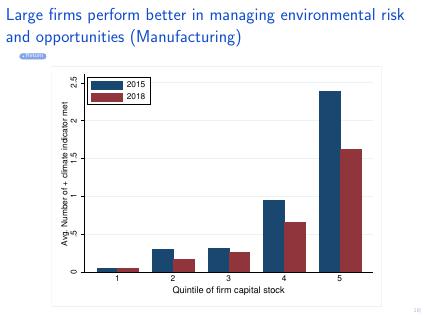 Large firms perform better in managing environmental risk
and opportunities (Manufacturing)
2015
2018
Avg. Number of + climate indicator met
0 .5 1 1.5 2 2.5
1 2 3 4 5
Quintile of firm capital stock